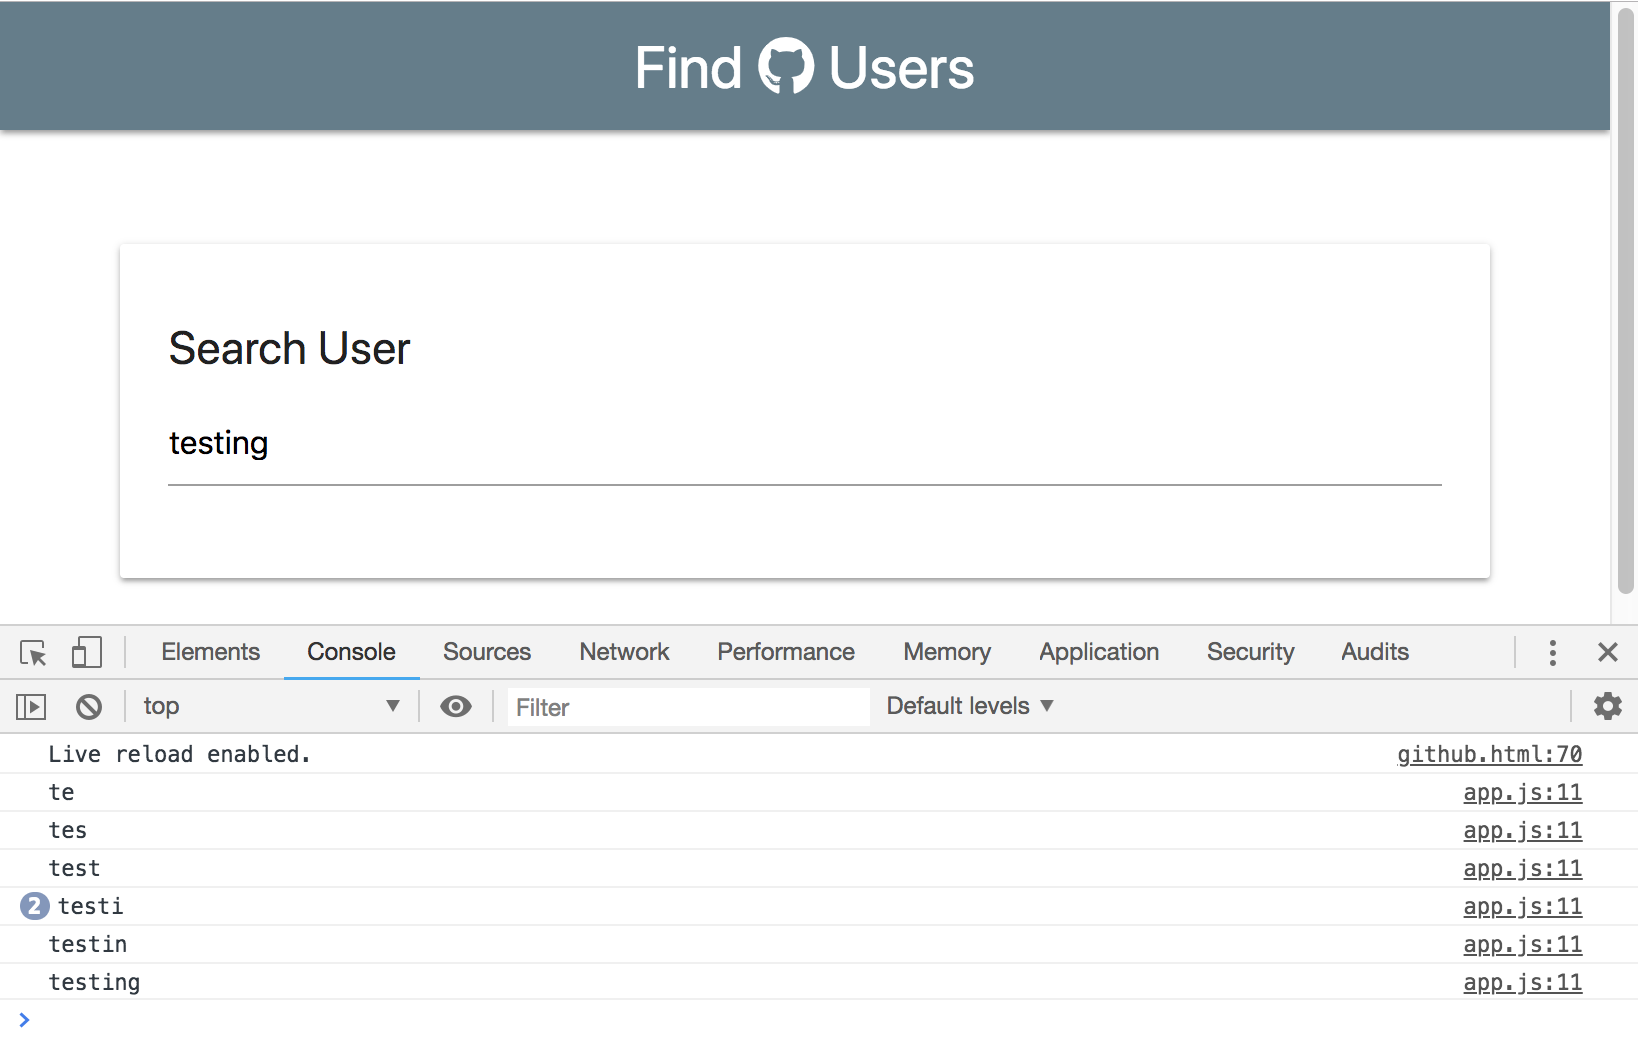 Find Users
Search User
testing
Elements Console Sources Network Performance Memory Application Security Audits
top Filter Default levels
Live reload enabled. github.html:70
te app.js:11
tes app.js:11
test app.js:11
2 testi app.js:11
testin app.js:11
testing app.js:11